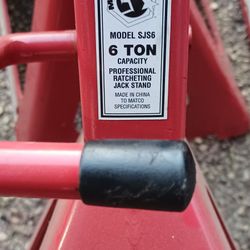 MODEL SJS6
6 TON
CAPACITY
PROFESSIONAL
RATCHETING
JACK STAND
MADE IN CHINA
TO MATCO
SPECIFICATIONS